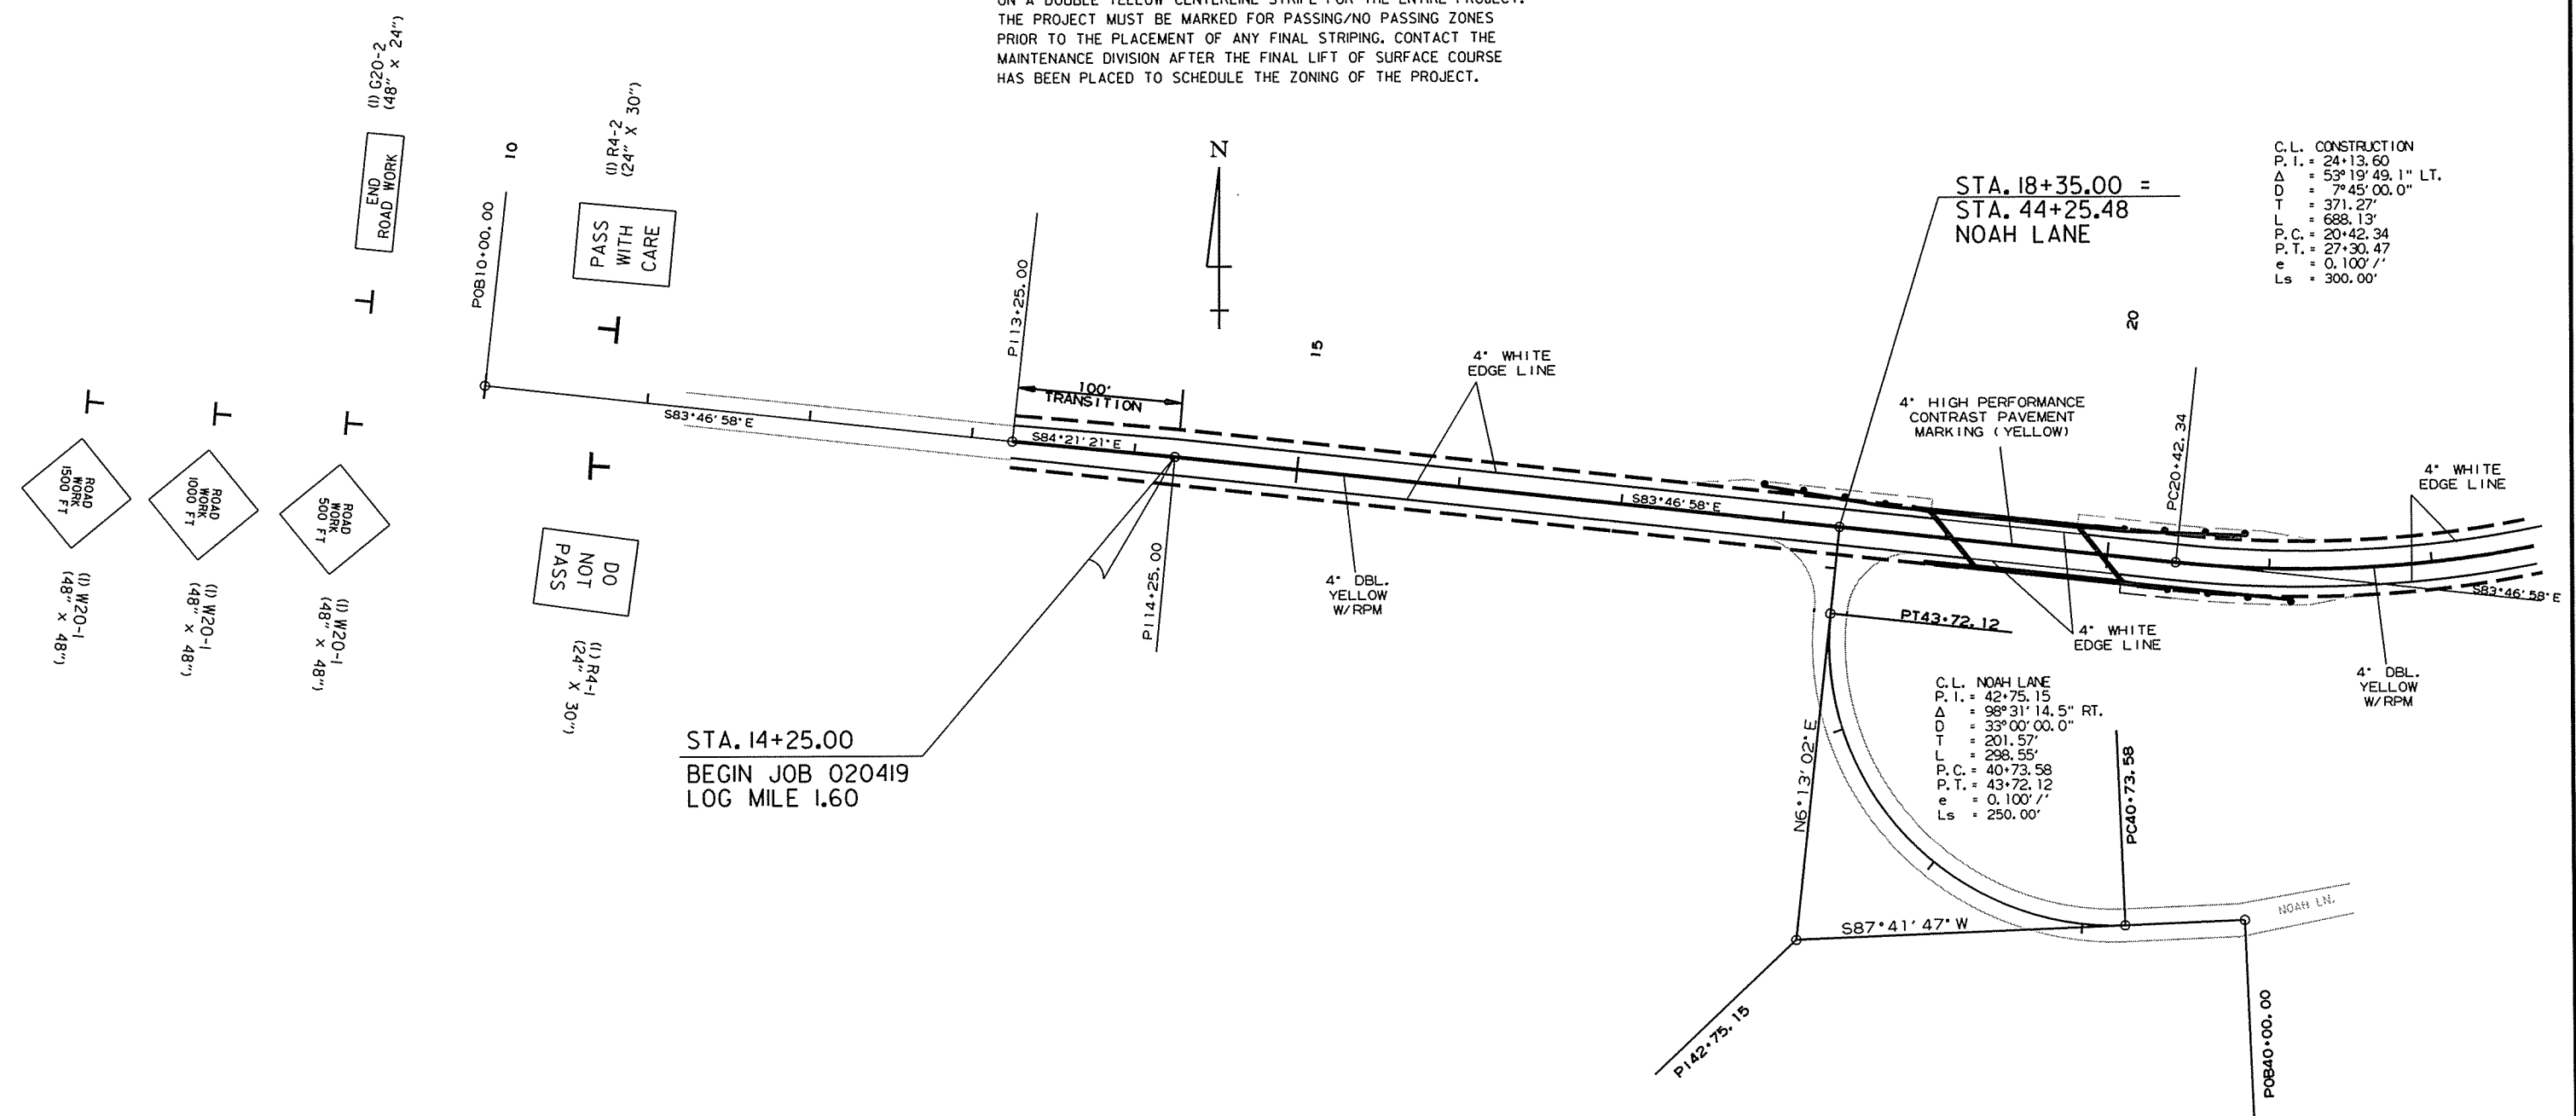 ON A DOUBLE YELLOW CENTERLINE STRIPE FOR THE ENTIRE PROJECT.
THE PROJECT MUST BE MARKED FOR PASSING/NO PASSING ZONES
PRIOR TO THE PLACEMENT OF ANY FINAL STRIPING. CONTACT THE
MAINTENANCE DIVISION AFTER THE FINAL LIFT OF SURFACE COURSE
HAS BEEN PLACED TO SCHEDULE THE ZONING OF THE PROJECT.
(1) G20-2
(48" x 24")
END
ROAD WORK
10
POB10+00.00
(1) R4-2
(24" X 30")
PASS
WITH
CARE
N
PI13+25.00
100'
TRANSITION
15
S83°46'58"E
S84°21'21"E
4" WHITE
EDGE LINE
STA. 18+35.00 =
STA. 44+25.48
NOAH LANE
C.L. CONSTRUCTION
P.I. = 24+13.60
Δ = 53°19'49.1" LT.
D = 7°45'00.0"
T = 371.27'
L = 688.13'
P.C. = 20+42.34
P.T. = 27+30.47
e = 0.100'/'
Ls = 300.00'
20
4" HIGH PERFORMANCE
CONTRAST PAVEMENT
MARKING (YELLOW)
PC20+42.34
4" WHITE
EDGE LINE
S83°46'58"E
S83°46'58"E
ROAD
WORK
1500 FT
(1) W20-1
(48" x 48")
ROAD
WORK
1000 FT
(1) W20-1
(48" x 48")
ROAD
WORK
500 FT
(1) W20-1
(48" x 48")
DO
NOT
PASS
(1) R4-1
(24" X 30")
PI14+25.00
4" DBL.
YELLOW
W/RPM
PT43+72.12
4" WHITE
EDGE LINE
4" DBL.
YELLOW
W/RPM
STA. 14+25.00
BEGIN JOB 020419
LOG MILE 1.60
C.L. NOAH LANE
P.I. = 42+75.15
Δ = 98°31'14.5" RT.
D = 33°00'00.0"
T = 201.57'
L = 298.55'
P.C. = 40+73.58
P.T. = 43+72.12
e = 0.100'/'
Ls = 250.00'
N6°13'02"E
PC40+73.58
S87°41'47"W
NOAH LN.
PI42+75.15
POB40+00.00